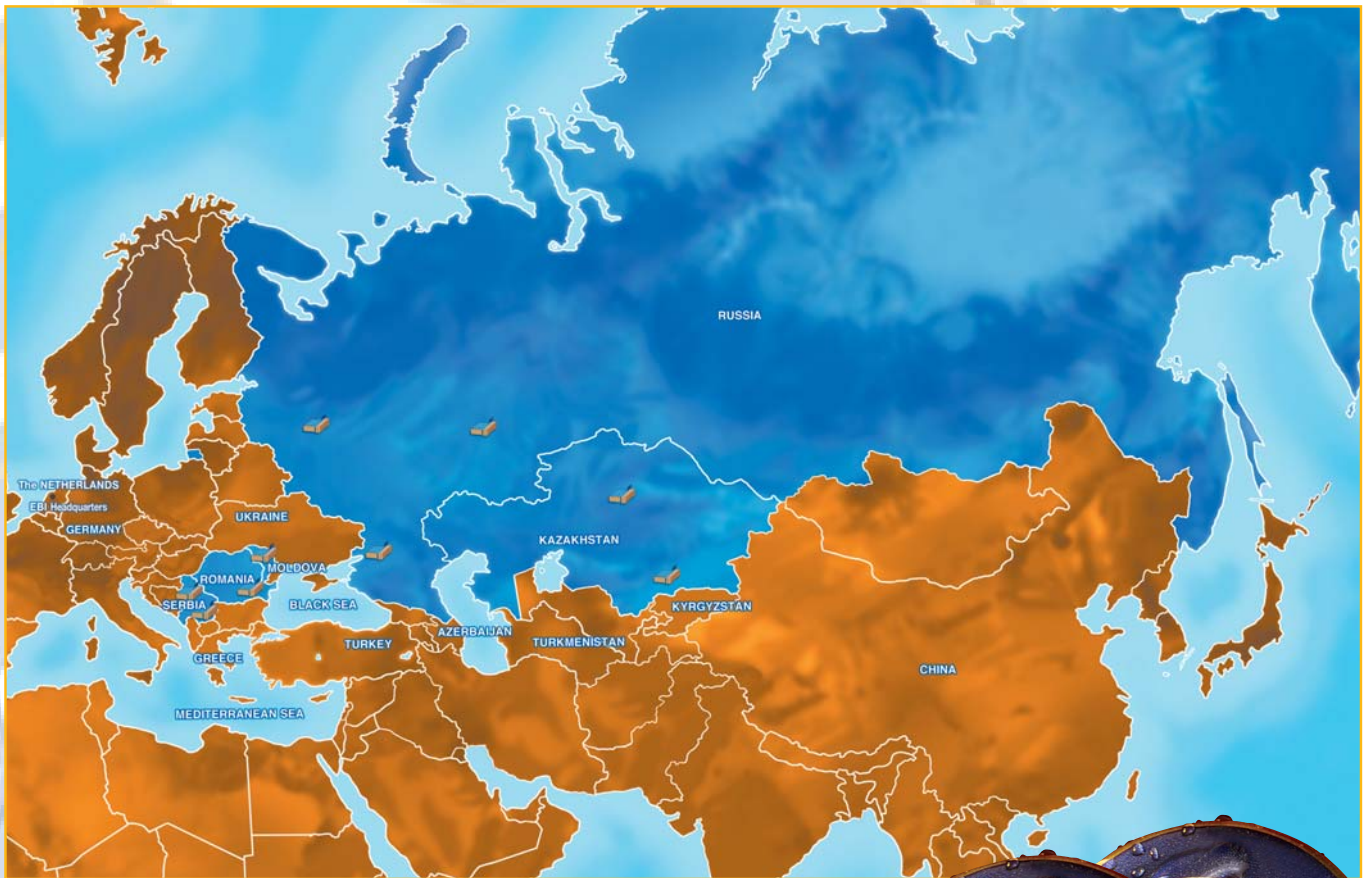 RUSSIA
The NETHERLANDS
EBI Headquarters
GERMANY
UKRAINE
KAZAKHSTAN
MOLDOVA
ROMANIA
SERBIA
BLACK SEA
KYRGYZSTAN
AZERBAIJAN
TURKMENISTAN
TURKEY
GREECE
CHINA
MEDITERRANEAN SEA